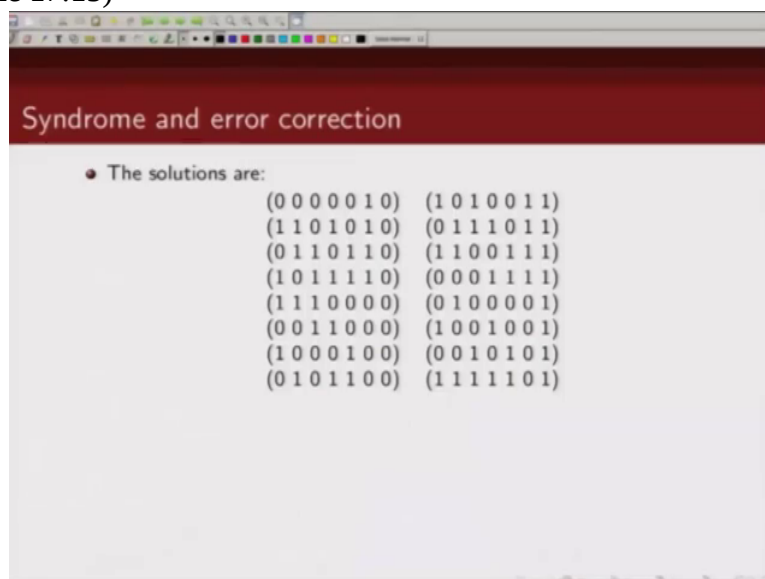 Syndrome and error correction
The solutions are:
(0 0 0 0 0 1 0) (1 0 1 0 0 1 1)
(1 1 0 1 0 1 0) (0 1 1 1 0 1 1)
(0 1 1 0 1 1 0) (1 1 0 0 1 1 1)
(1 0 1 1 1 1 0) (0 0 0 1 1 1 1)
(1 1 1 0 0 0 0) (0 1 0 0 0 0 1)
(0 0 1 1 0 0 0) (1 0 0 1 0 0 1)
(1 0 0 0 1 0 0) (0 0 1 0 1 0 1)
(0 1 0 1 1 0 0) (1 1 1 1 1 0 1)